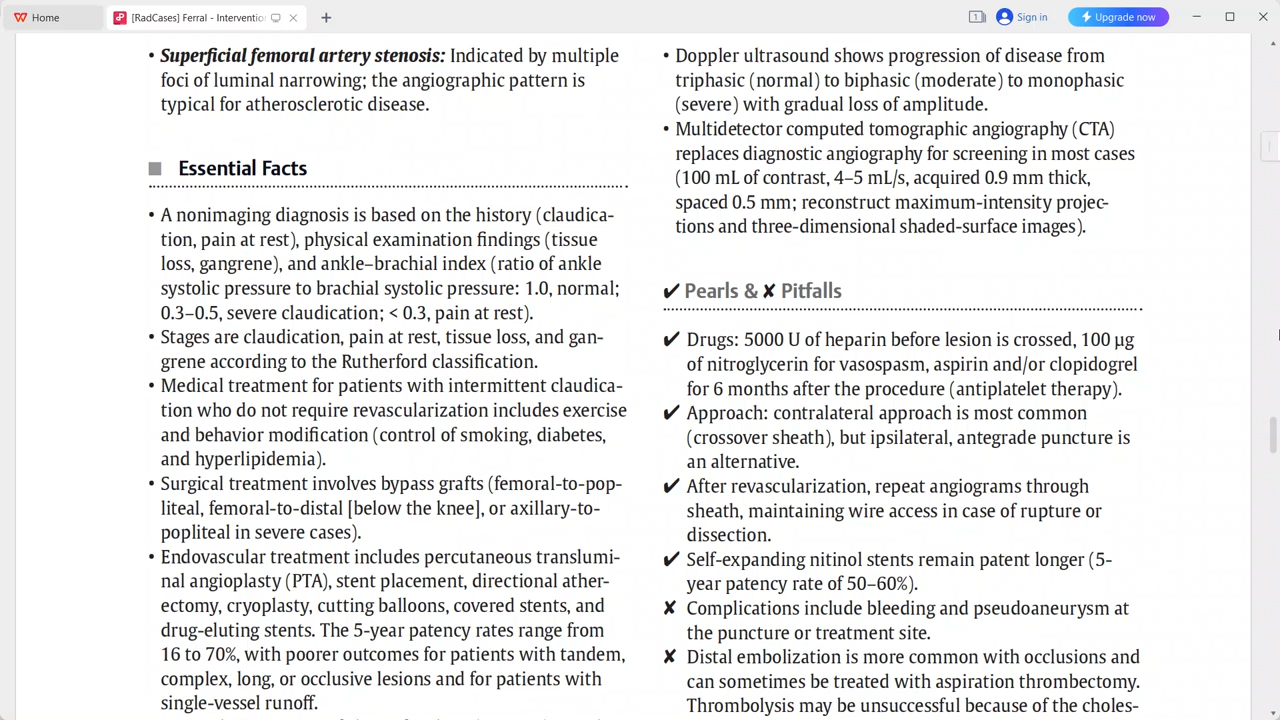 Home
[RadCases] Ferral - Interventio
Sign in
Upgrade now
• Superficial femoral artery stenosis: Indicated by multiple
foci of luminal narrowing; the angiographic pattern is
typical for atherosclerotic disease.
Essential Facts
• A nonimaging diagnosis is based on the history (claudica-
tion, pain at rest), physical examination findings (tissue
loss, gangrene), and ankle–brachial index (ratio of ankle
systolic pressure to brachial systolic pressure: 1.0, normal;
0.3–0.5, severe claudication; < 0.3, pain at rest).
• Stages are claudication, pain at rest, tissue loss, and gan-
grene according to the Rutherford classification.
• Medical treatment for patients with intermittent claudica-
tion who do not require revascularization includes exercise
and behavior modification (control of smoking, diabetes,
and hyperlipidemia).
• Surgical treatment involves bypass grafts (femoral-to-pop-
liteal, femoral-to-distal [below the knee], or axillary-to-
popliteal in severe cases).
• Endovascular treatment includes percutaneous translumi-
nal angioplasty (PTA), stent placement, directional ather-
ectomy, cryoplasty, cutting balloons, covered stents, and
drug-eluting stents. The 5-year patency rates range from
16 to 70%, with poorer outcomes for patients with tandem,
complex, long, or occlusive lesions and for patients with
single-vessel runoff.
• Doppler ultrasound shows progression of disease from
triphasic (normal) to biphasic (moderate) to monophasic
(severe) with gradual loss of amplitude.
• Multidetector computed tomographic angiography (CTA)
replaces diagnostic angiography for screening in most cases
(100 mL of contrast, 4–5 mL/s, acquired 0.9 mm thick,
spaced 0.5 mm; reconstruct maximum-intensity projec-
tions and three-dimensional shaded-surface images).
✔ Pearls & ✘ Pitfalls
✔ Drugs: 5000 U of heparin before lesion is crossed, 100 µg
of nitroglycerin for vasospasm, aspirin and/or clopidogrel
for 6 months after the procedure (antiplatelet therapy).
✔ Approach: contralateral approach is most common
(crossover sheath), but ipsilateral, antegrade puncture is
an alternative.
✔ After revascularization, repeat angiograms through
sheath, maintaining wire access in case of rupture or
dissection.
✔ Self-expanding nitinol stents remain patent longer (5-
year patency rate of 50–60%).
✘ Complications include bleeding and pseudoaneurysm at
the puncture or treatment site.
✘ Distal embolization is more common with occlusions and
can sometimes be treated with aspiration thrombectomy.
Thrombolysis may be unsuccessful because of the choles-